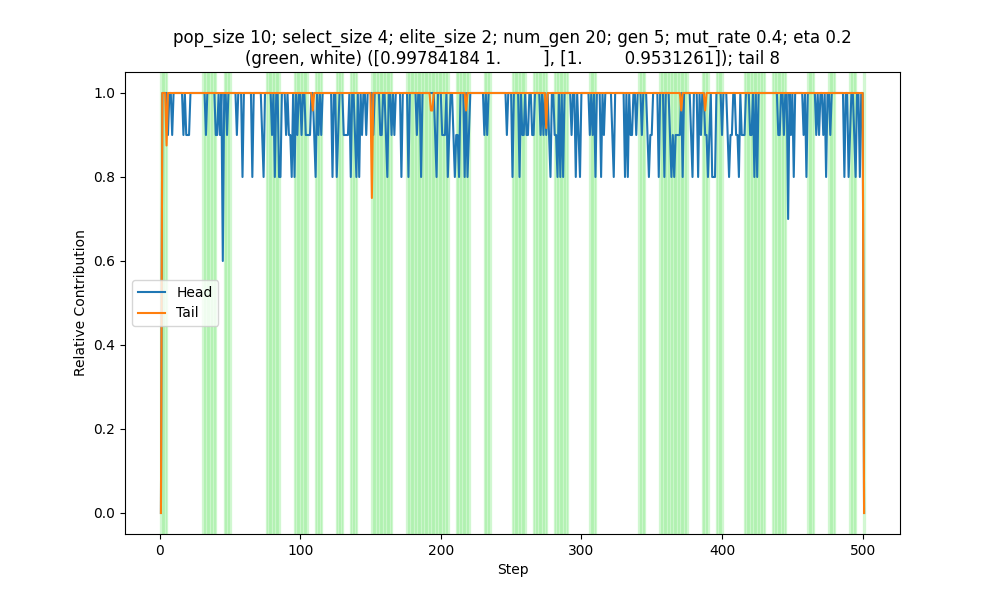 pop_size 10; select_size 4; elite_size 2; num_gen 20; gen 5; mut_rate 0.4; eta 0.2
(green, white) ([0.99784184 1.         ], [1.         0.9531261]); tail 8
1.0
0.8
0.6
0.4
0.2
0.0
Relative Contribution
Head
Tail
0
100
200
300
400
500
Step